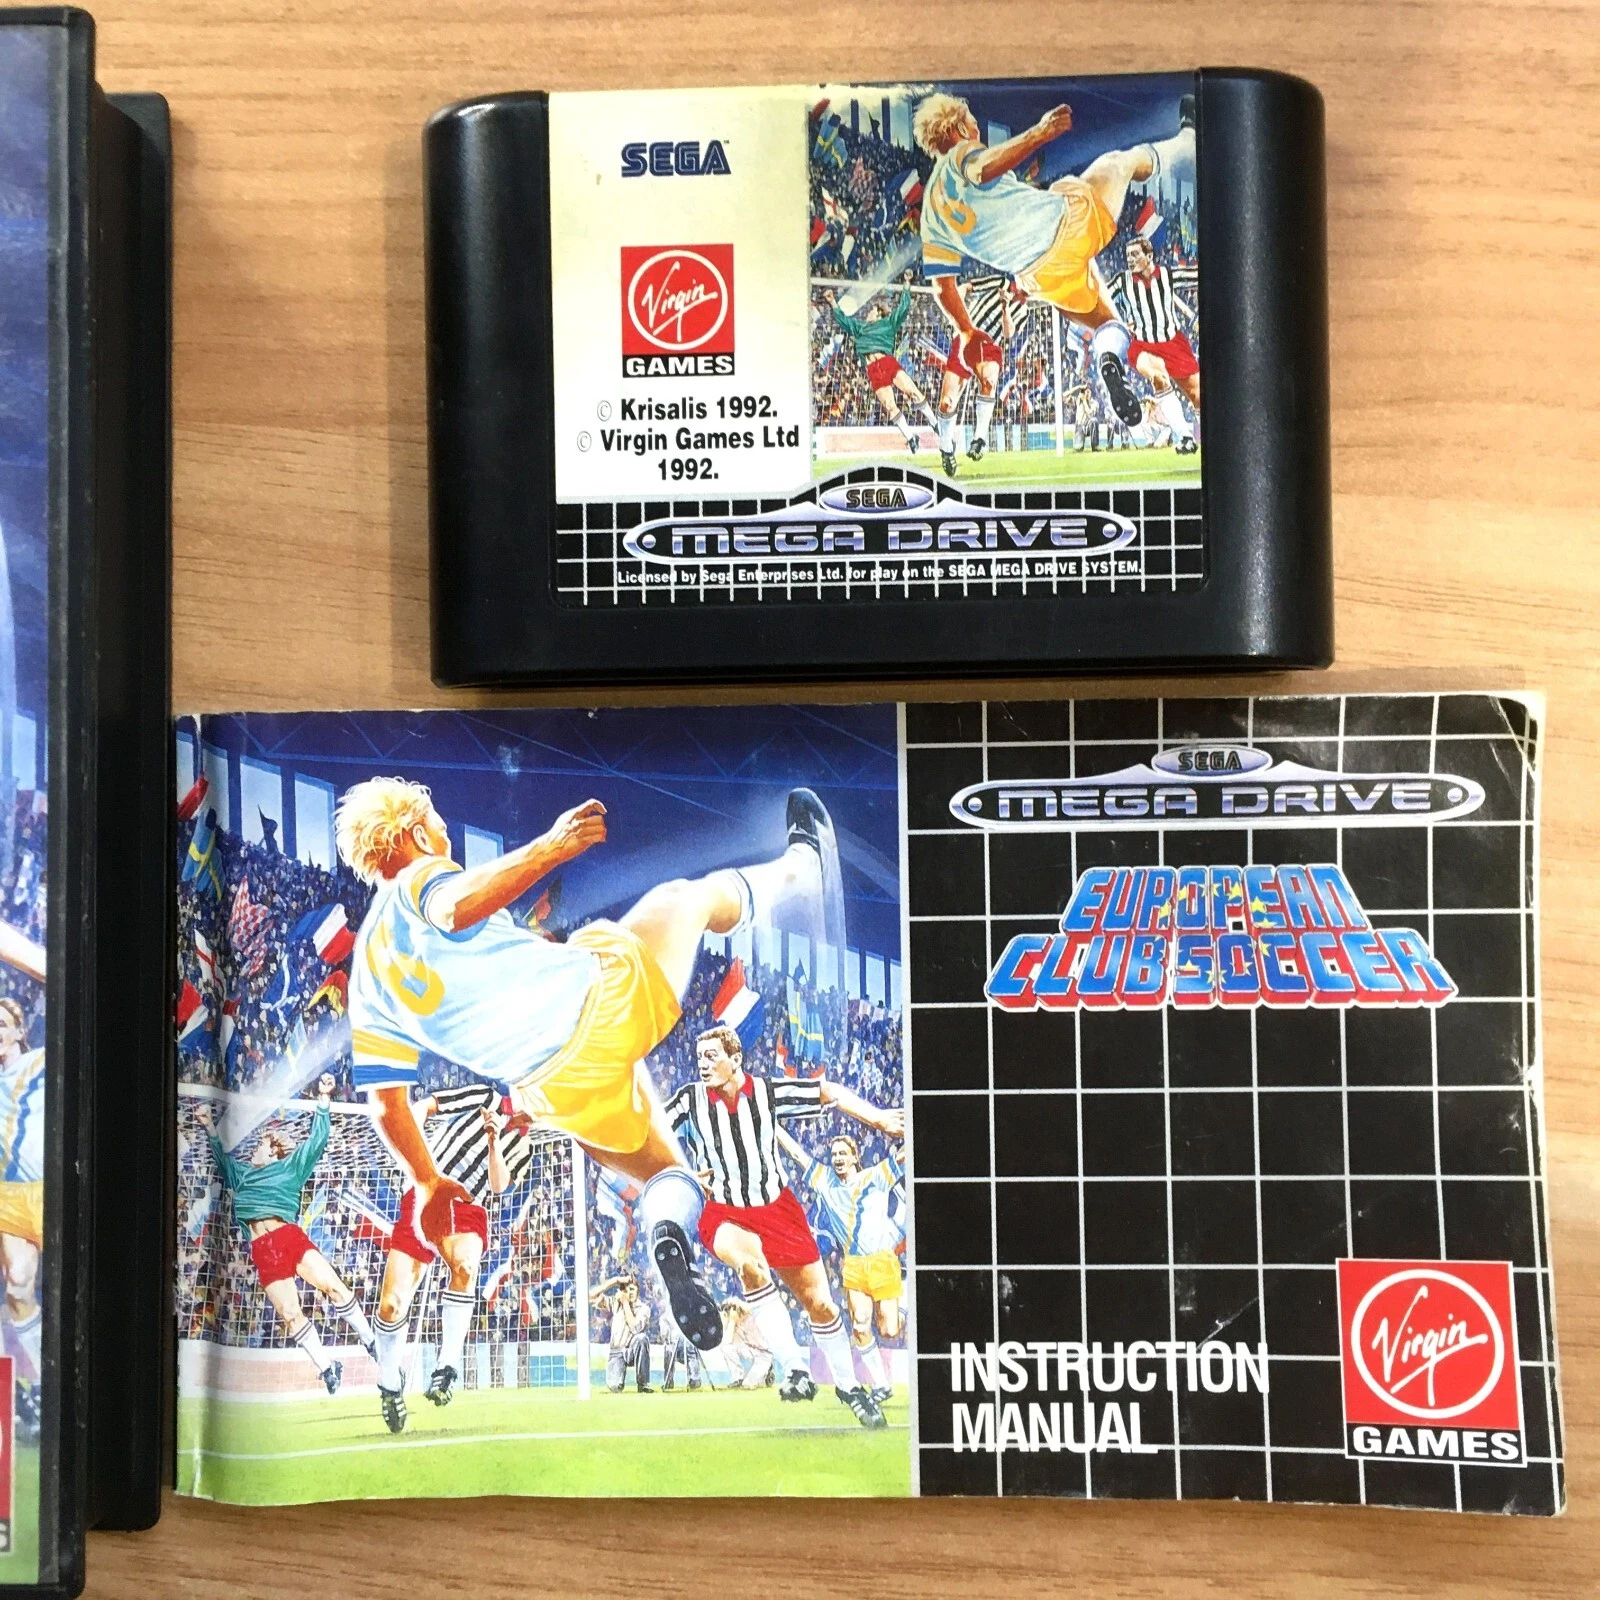 SEGA™
Virgin
GAMES
© Krisalis 1992.
© Virgin Games Ltd
1992.
SEGA
MEGA DRIVE
Licensed by Sega Enterprises Ltd. for play on the SEGA MEGA DRIVE SYSTEM.
SEGA
MEGA DRIVE
EUROPEAN
CLUB SOCCER
INSTRUCTION
MANUAL
Virgin
GAMES